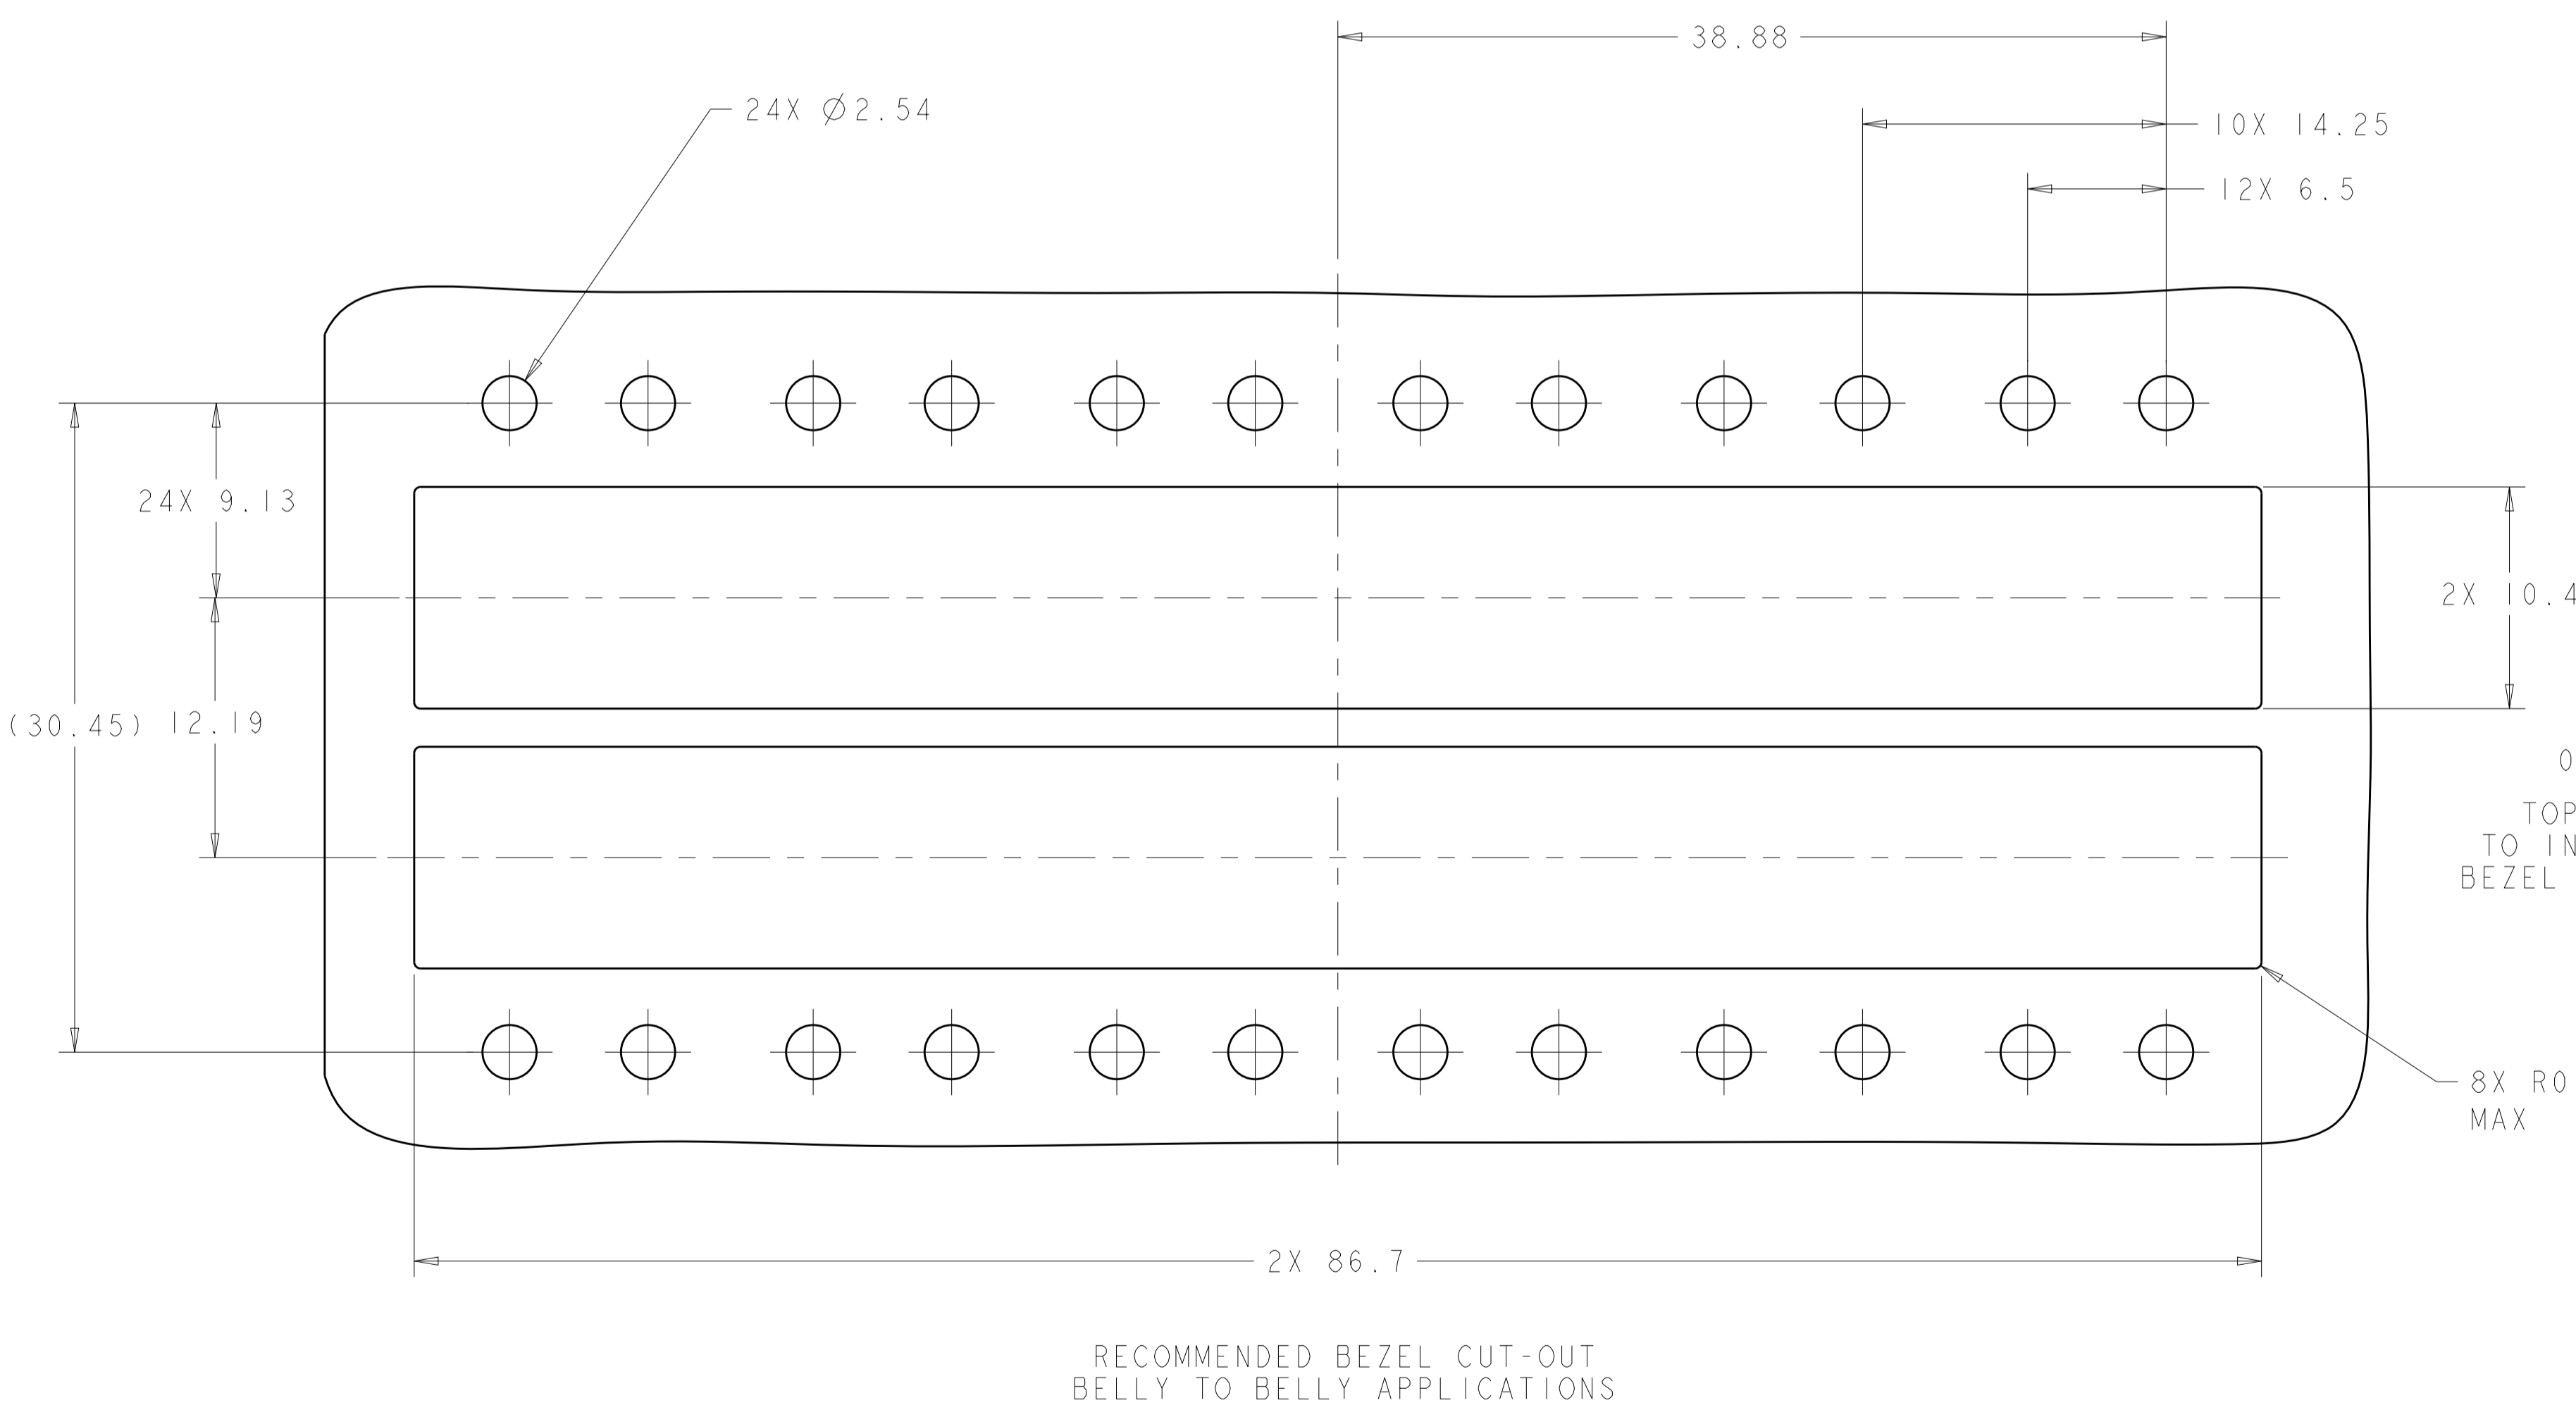 38.88
24X Ø2.54
10X 14.25
12X 6.5
24X 9.13
2X 10.4
(30.45)
12.19
TOP
TO IN
BEZEL
8X R0
MAX
2X 86.7
RECOMMENDED BEZEL CUT-OUT
BELLY TO BELLY APPLICATIONS